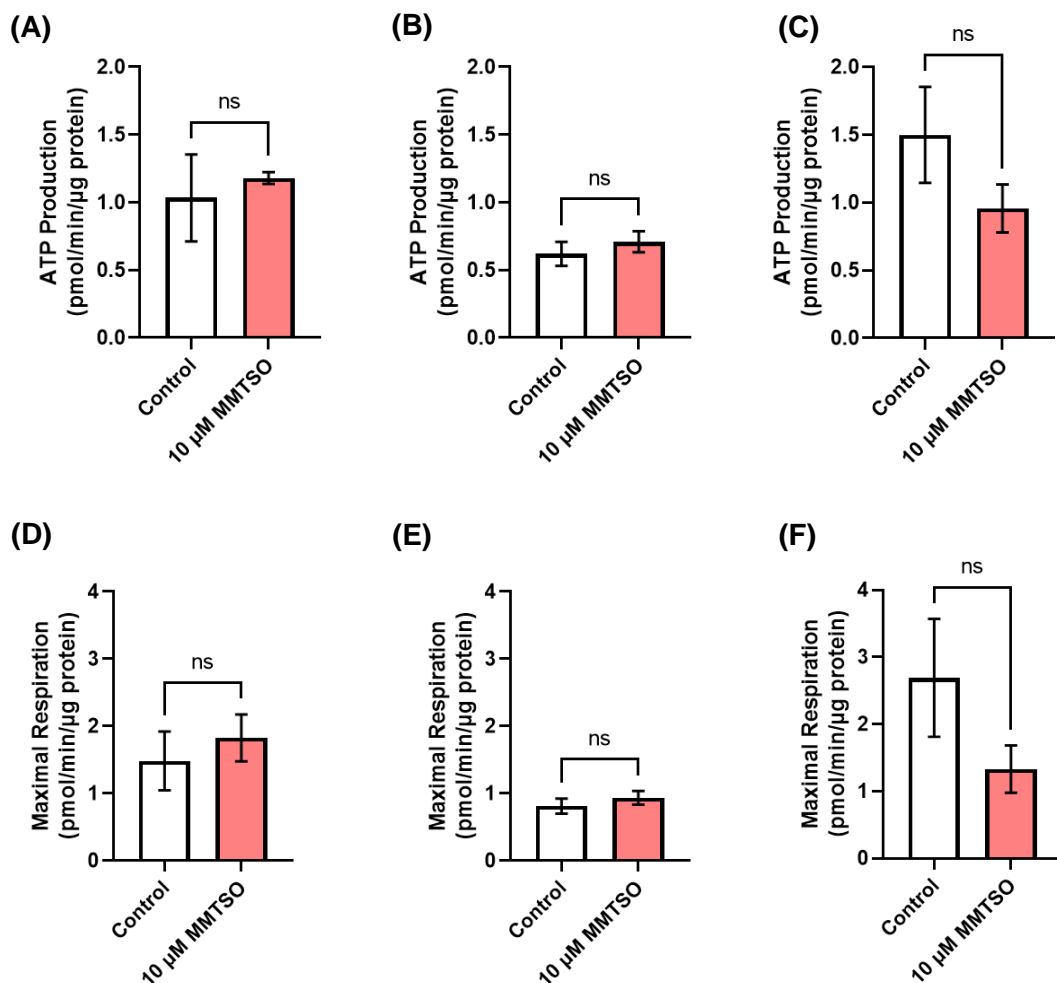 (A)
ATP Production
(pmol/min/µg protein)
2.0
1.5
1.0
0.5
0.0
ns
Control
10 µM MMTSO
(B)
ATP Production
(pmol/min/µg protein)
2.0
1.5
1.0
0.5
0.0
ns
Control
10 µM MMTSO
(C)
ATP Production
(pmol/min/µg protein)
2.0
1.5
1.0
0.5
0.0
ns
Control
10 µM MMTSO
(D)
Maximal Respiration
(pmol/min/µg protein)
4
3
2
1
0
ns
Control
10 µM MMTSO
(E)
Maximal Respiration
(pmol/min/µg protein)
4
3
2
1
0
ns
Control
10 µM MMTSO
(F)
Maximal Respiration
(pmol/min/µg protein)
4
3
2
1
0
ns
Control
10 µM MMTSO